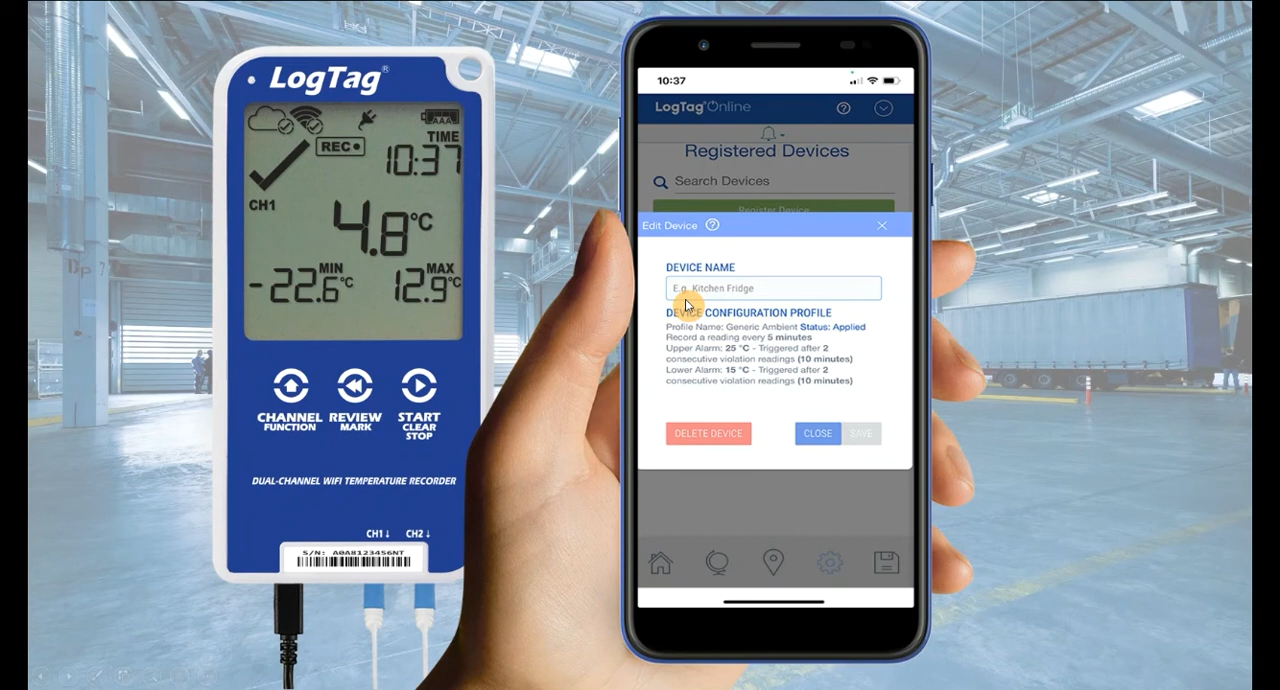 LogTag®
AAA
TIME
REC
10:37
CH1
4.8°C
MIN
-22.6°C
MAX
12.9°C
CHANNEL
FUNCTION
REVIEW
MARK
START
CLEAR
STOP
DUAL-CHANNEL WIFI TEMPERATURE RECORDER
CH1↓ CH2↓
S/N: A0A8123456NT
10:37
LogTag Online
Registered Devices
Search Devices
Register Device
Edit Device
DEVICE NAME
E.g. Kitchen Fridge
DEVICE CONFIGURATION PROFILE
Profile Name: Generic Ambient Status: Applied
Record a reading every 5 minutes
Upper Alarm: 25 °C - Triggered after 2
consecutive violation readings (10 minutes)
Lower Alarm: 15 °C - Triggered after 2
consecutive violation readings (10 minutes)
DELETE DEVICE
CLOSE
SAVE